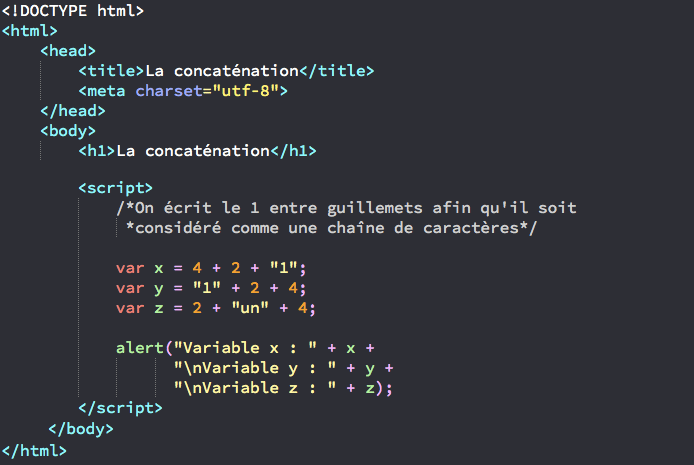 <!DOCTYPE html>
<html>
    <head>
        <title>La concaténation</title>
        <meta charset="utf-8">
    </head>
    <body>
        <h1>La concaténation</h1>

        <script>
            /*On écrit le 1 entre guillemets afin qu'il soit
             *considéré comme une chaîne de caractères*/

            var x = 4 + 2 + "1";
            var y = "1" + 2 + 4;
            var z = 2 + "un" + 4;

            alert("Variable x : " + x +
                  "\nVariable y : " + y +
                  "\nVariable z : " + z);
        </script>
     </body>
</html>